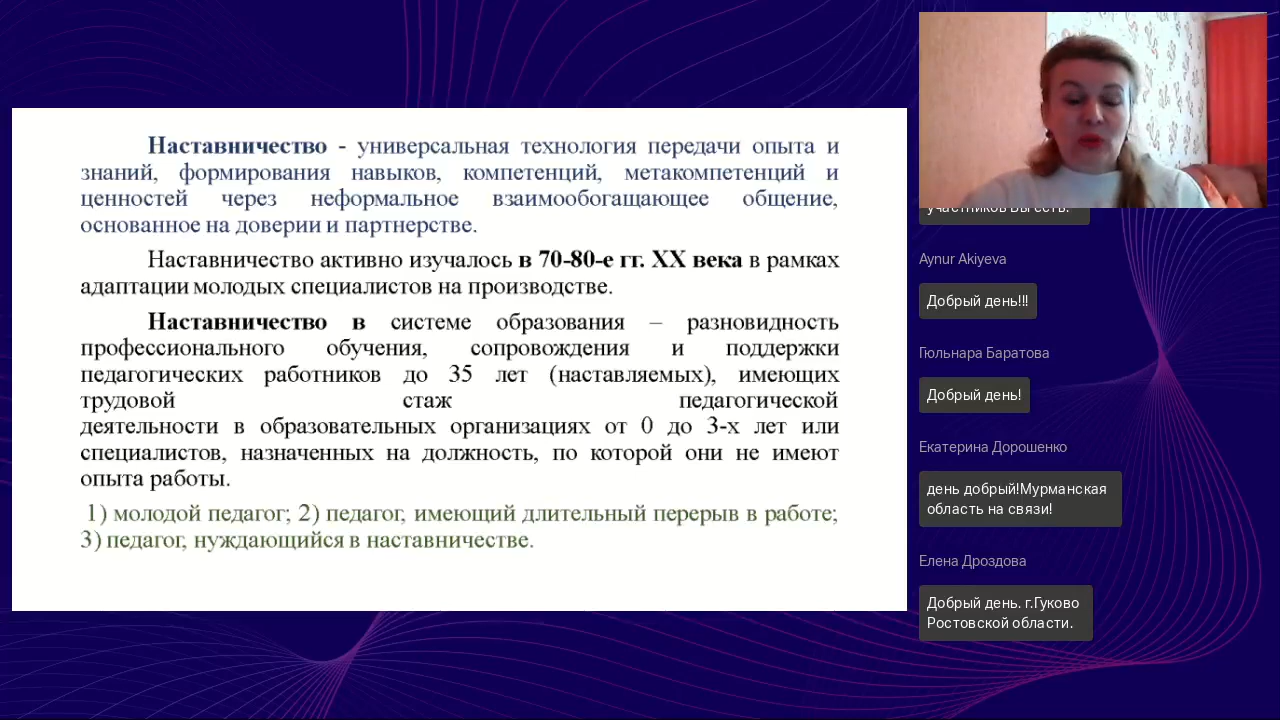 Наставничество - универсальная технология передачи опыта и
знаний, формирования навыков, компетенций, метакомпетенций и
ценностей через неформальное взаимообогащающее общение,
основанное на доверии и партнерстве.
Наставничество активно изучалось в 70-80-е гг. XX века в рамках
адаптации молодых специалистов на производстве.
Наставничество в системе образования – разновидность
профессионального обучения, сопровождения и поддержки
педагогических работников до 35 лет (наставляемых), имеющих
трудовой стаж педагогической
деятельности в образовательных организациях от 0 до 3-х лет или
специалистов, назначенных на должность, по которой они не имеют
опыта работы.
1) молодой педагог; 2) педагог, имеющий длительный перерыв в работе;
3) педагог, нуждающийся в наставничестве.
участников Вы есть.
Aynur Akiyeva
Добрый день!!!
Гюльнара Баратова
Добрый день!
Екатерина Дорошенко
день добрый!Мурманская
область на связи!
Елена Дроздова
Добрый день. г.Гуково
Ростовской области.